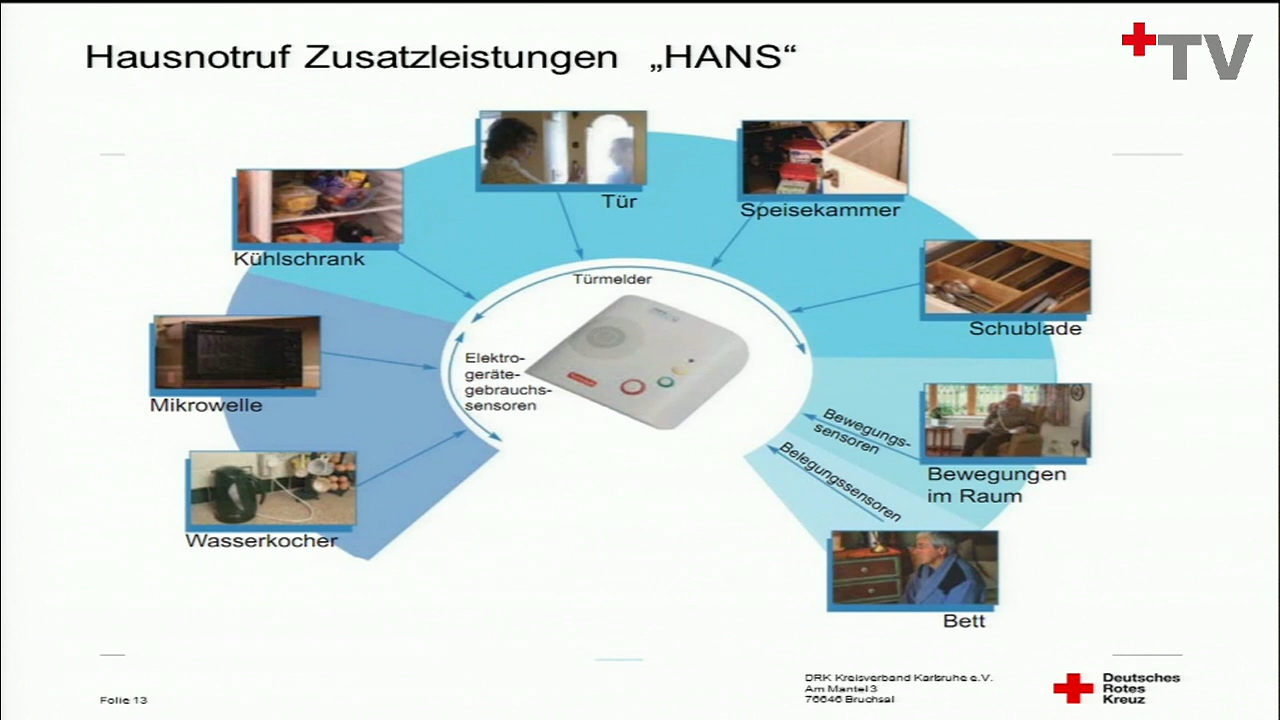 Hausnotruf Zusatzleistungen „HANS“
TV
Tür
Speisekammer
Kühlschrank
Türmelder
Schublade
Elektro-
geräte-
gebrauchs-
sensoren
Mikrowelle
Bewegungs-
sensoren
Belegungssensoren
Bewegungen
im Raum
Wasserkocher
Bett
Folie 13
DRK Kreisverband Karlsruhe e.V.
Am Mantel 3
76646 Bruchsal
Deutsches
Rotes
Kreuz